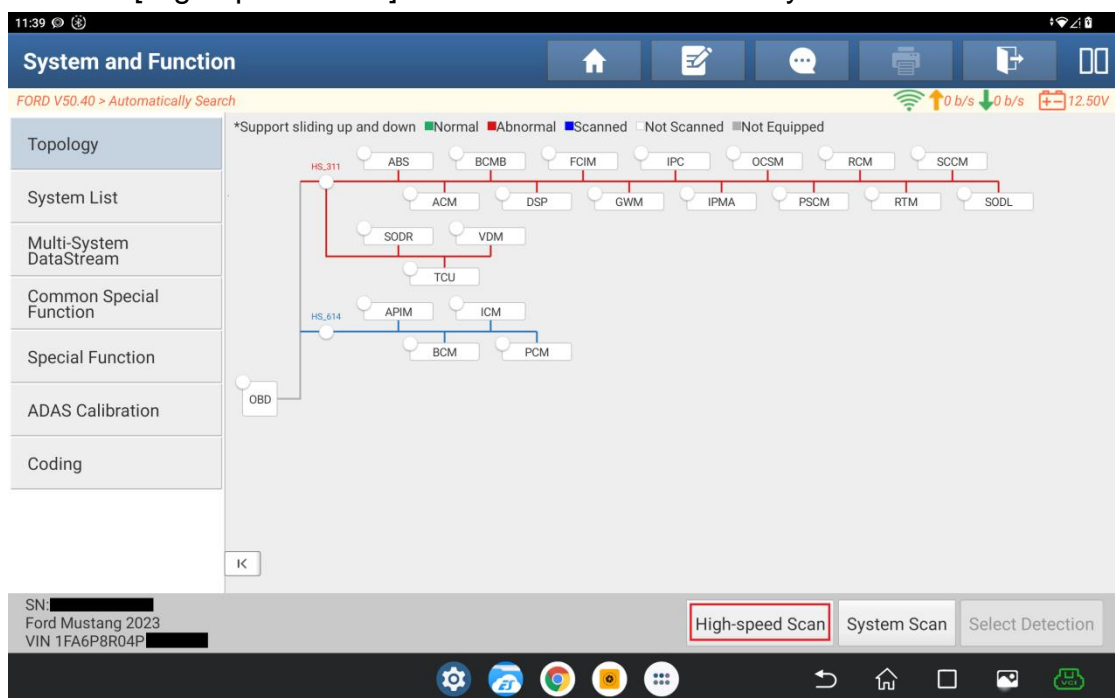 11:39
System and Function
FORD V50.40 > Automatically Search
0 b/s 0 b/s 12.50V
Topology
System List
Multi-System
DataStream
Common Special
Function
Special Function
ADAS Calibration
Coding
*Support sliding up and down Normal Abnormal Scanned Not Scanned Not Equipped
HS_311
ABS BCMB FCIM IPC OCSM RCM SCCM
ACM DSP GWM IPMA PSCM RTM SODL
SODR VDM
TCU
HS_614
APIM ICM
BCM PCM
OBD
SN:
Ford Mustang 2023
VIN 1FA6P8R04P
High-speed Scan System Scan Select Detection
ES
VCI